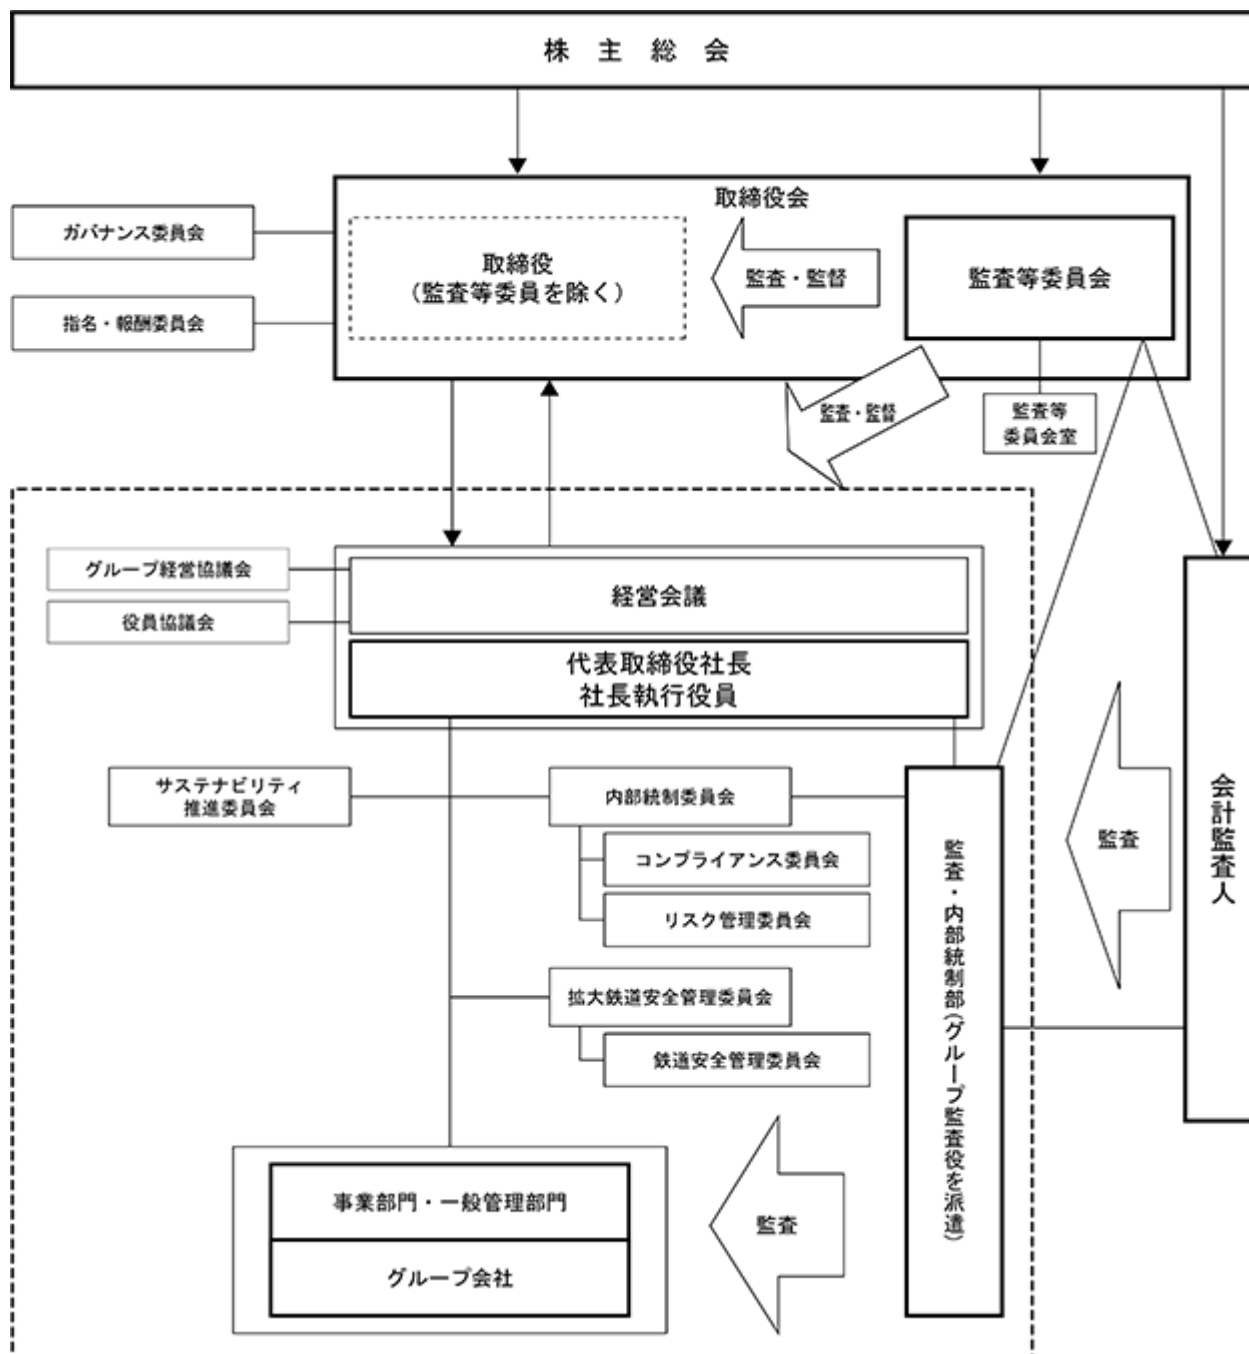 株主総会
取締役会
ガバナンス委員会
指名・報酬委員会
取締役
（監査等委員を除く）
監査・監督
監査等委員会
監査・監督
監査等
委員会室
グループ経営協議会
役員協議会
経営会議
代表取締役社長
社長執行役員
サステナビリティ
推進委員会
内部統制委員会
コンプライアンス委員会
リスク管理委員会
拡大鉄道安全管理委員会
鉄道安全管理委員会
監査・内部統制部（グループ監査役を派遣）
監査
会計監査人
事業部門・一般管理部門
グループ会社
監査